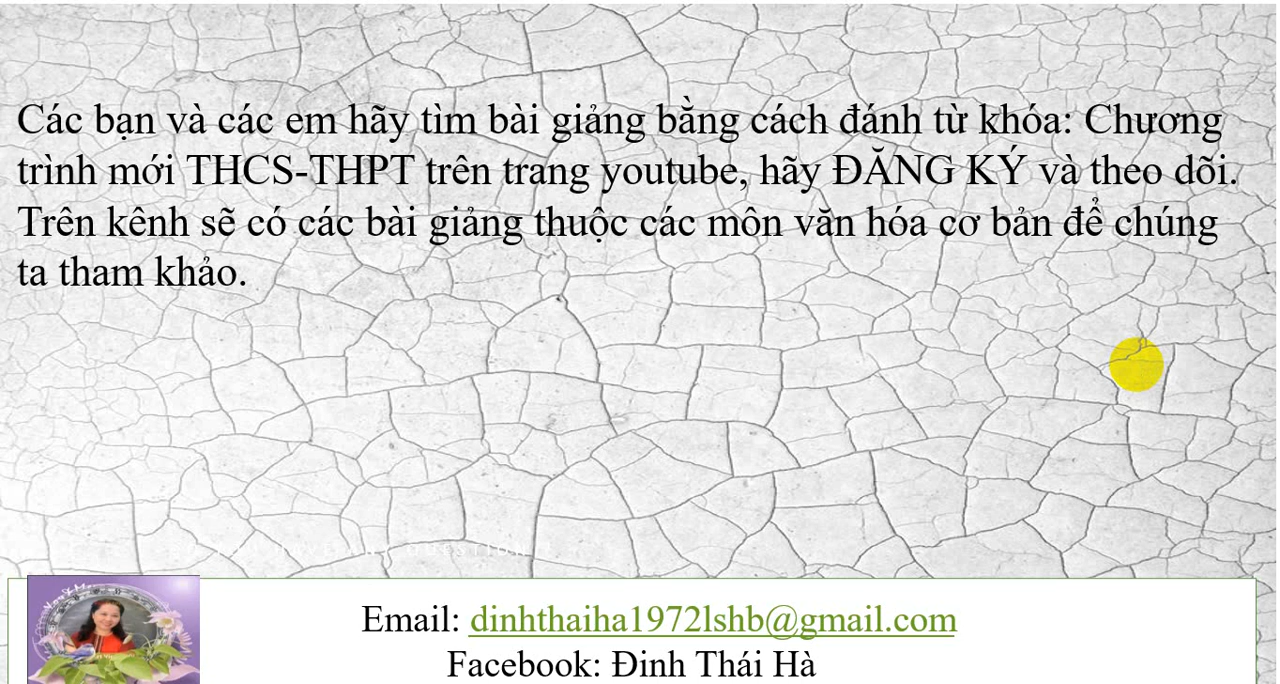 Các bạn và các em hãy tìm bài giảng bằng cách đánh từ khóa: Chương
trình mới THCS-THPT trên trang youtube, hãy ĐĂNG KÝ và theo dõi.
Trên kênh sẽ có các bài giảng thuộc các môn văn hóa cơ bản để chúng
ta tham khảo.
Email: dinhthaiha1972lshb@gmail.com
Facebook: Đinh Thái Hà